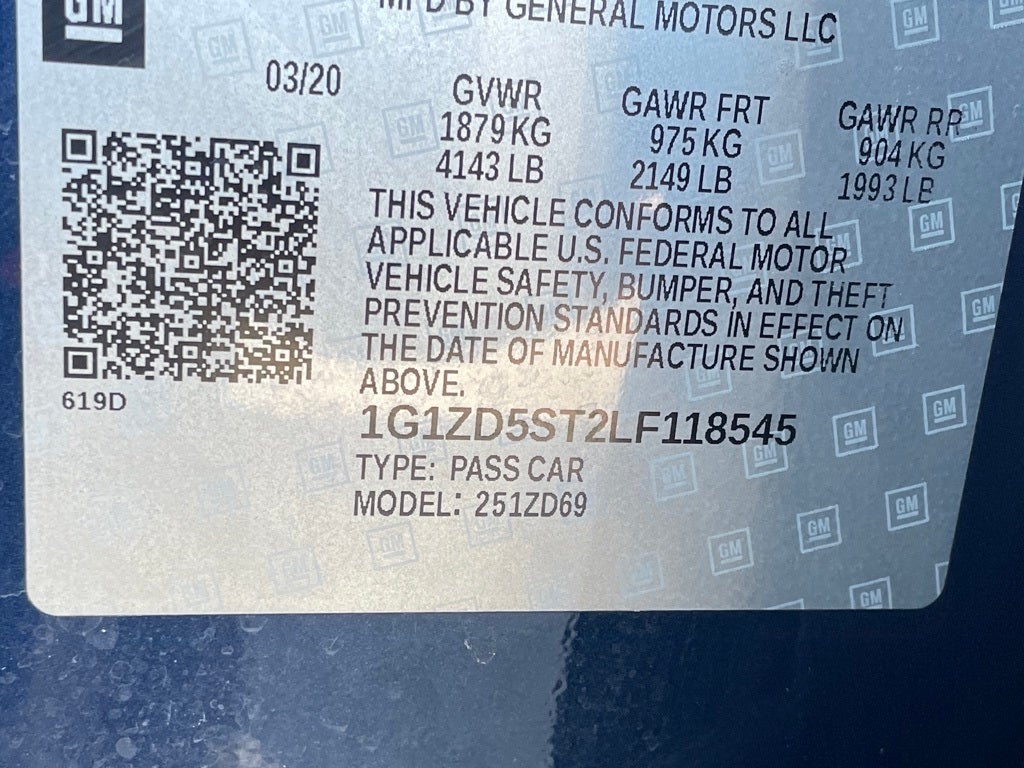 GM
MFD BY GENERAL MOTORS LLC
03/20
GVWR
1879 KG
4143 LB
GAWR FRT
975 KG
2149 LB
GAWR RR
904 KG
1993 LB
THIS VEHICLE CONFORMS TO ALL
APPLICABLE U.S. FEDERAL MOTOR
VEHICLE SAFETY, BUMPER, AND THEFT
PREVENTION STANDARDS IN EFFECT ON
THE DATE OF MANUFACTURE SHOWN
ABOVE.
619D
1G1ZD5ST2LF118545
TYPE: PASS CAR
MODEL: 251ZD69